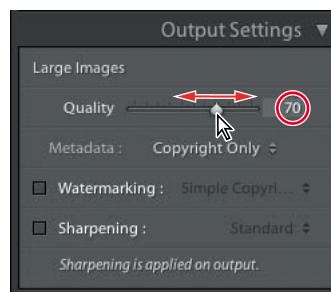 Output Settings
Large Images
Quality 70
Metadata : Copyright Only
Watermarking : Simple Copyri...
Sharpening : Standard
Sharpening is applied on output.